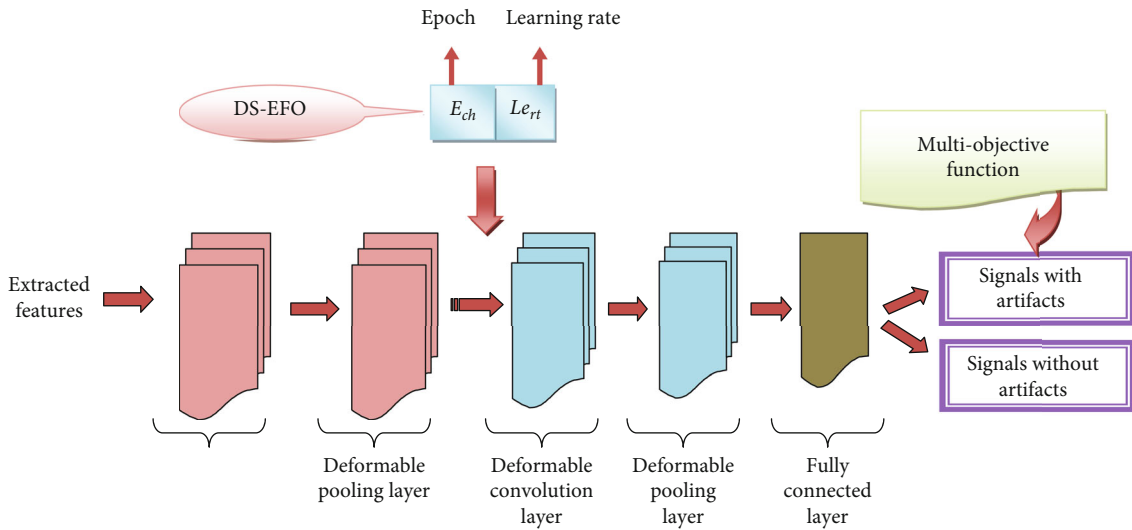 Epoch
Learning rate
DS-EFO
E_ch
Le_rt
Multi-objective
function
Extracted
features
Signals with
artifacts
Signals without
artifacts
Deformable
pooling layer
Deformable
convolution
layer
Deformable
pooling
layer
Fully
connected
layer